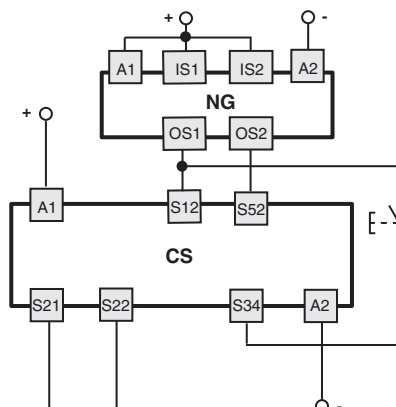 + -
A1 IS1 IS2 A2
NG
+
OS1 OS2
A1 S12 S52
CS
S21 S22 S34 A2
-